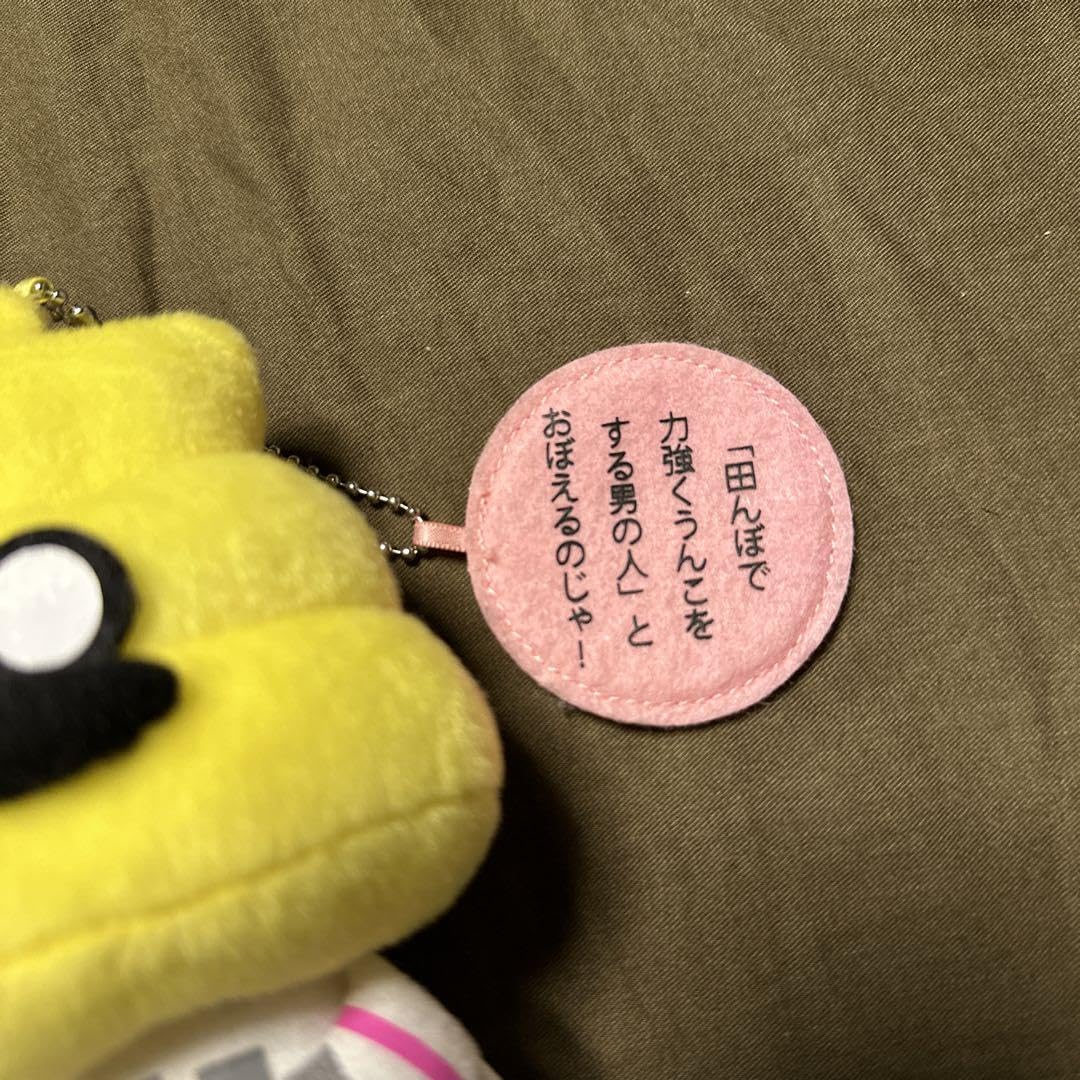 「田んぼで
力強くうんこを
する男の人」と
おぼえるのじゃ！